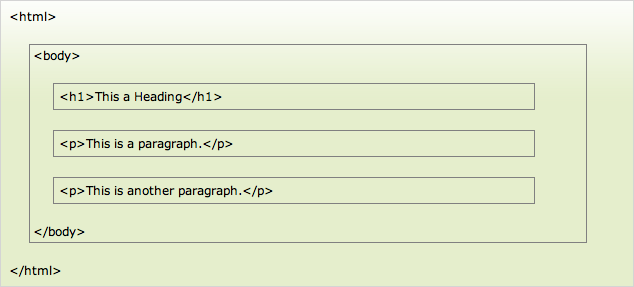 <html>
<body>
<h1>This a Heading</h1>
<p>This is a paragraph.</p>
<p>This is another paragraph.</p>
</body>
</html>